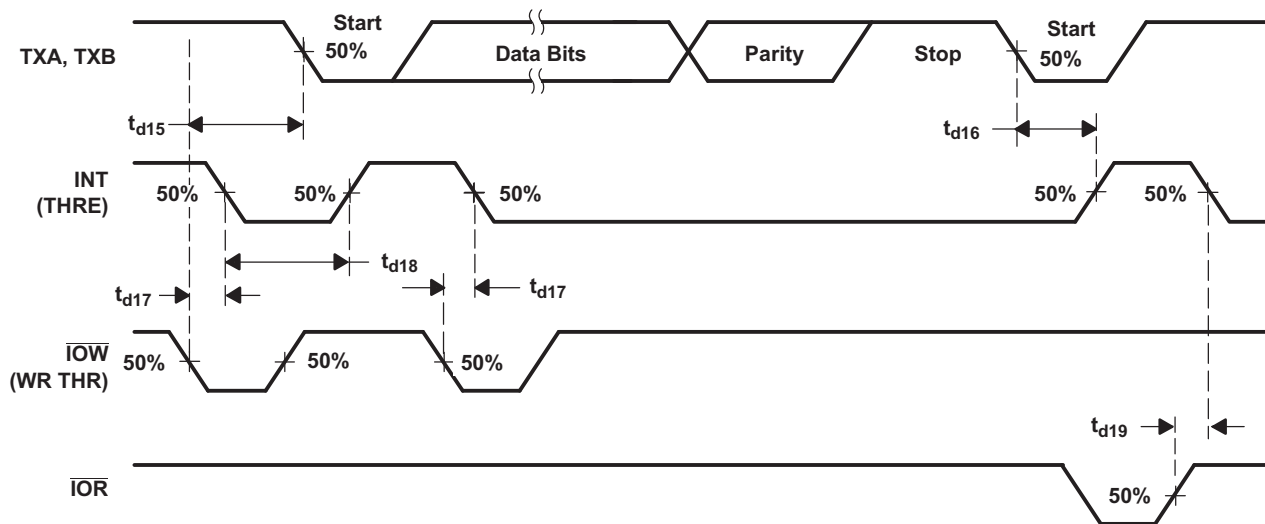 Start
Start
TXA, TXB
50%
Data Bits
Parity
Stop
50%
td15
td16
INT
(THRE)
50%
50%
50%
50%
50%
td18
td17
td17
IOW
(WR THR)
50%
50%
50%
td19
IOR
50%